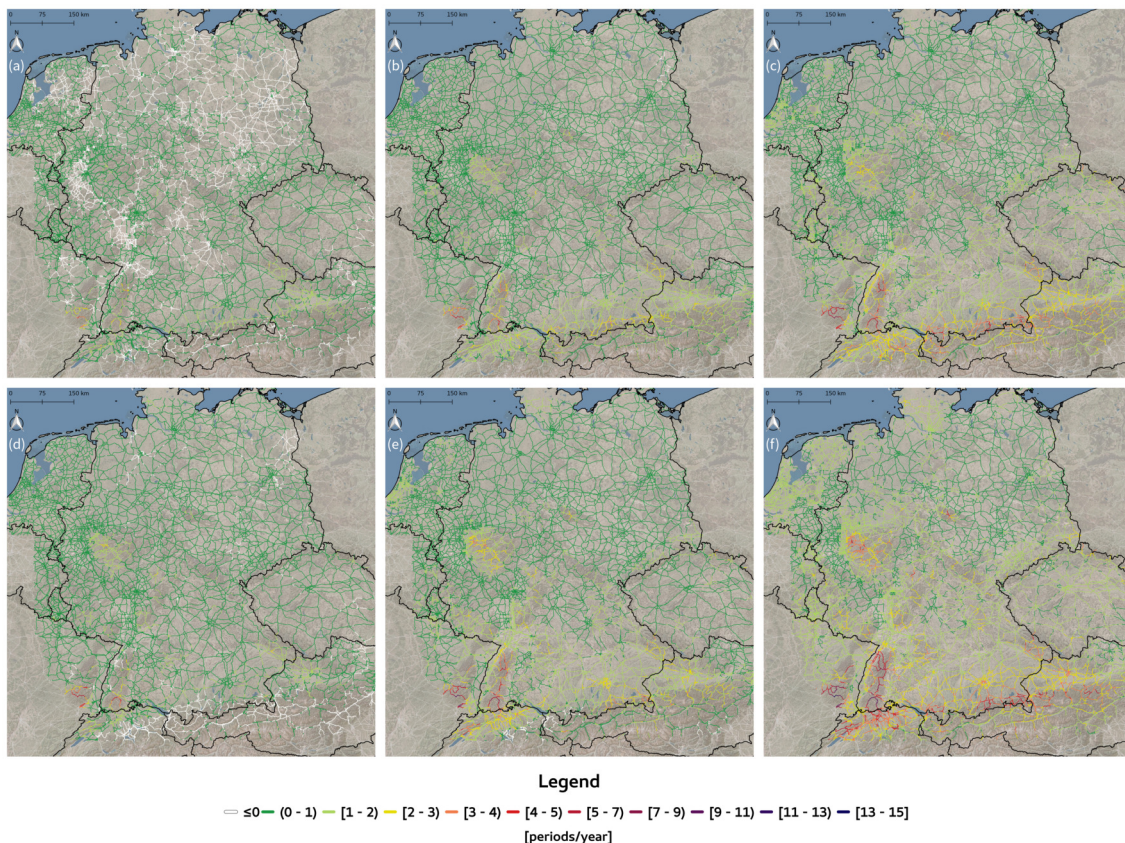 0 75 150 km
N
(a)
0 75 150 km
N
(b)
0 75 150 km
N
(c)
0 75 150 km
N
(d)
0 75 150 km
N
(e)
0 75 150 km
N
(f)
Legend
≤0 (0 - 1) [1 - 2) [2 - 3) [3 - 4) [4 - 5) [5 - 7) [7 - 9) [9 - 11) [11 - 13) [13 - 15]
[periods/year]